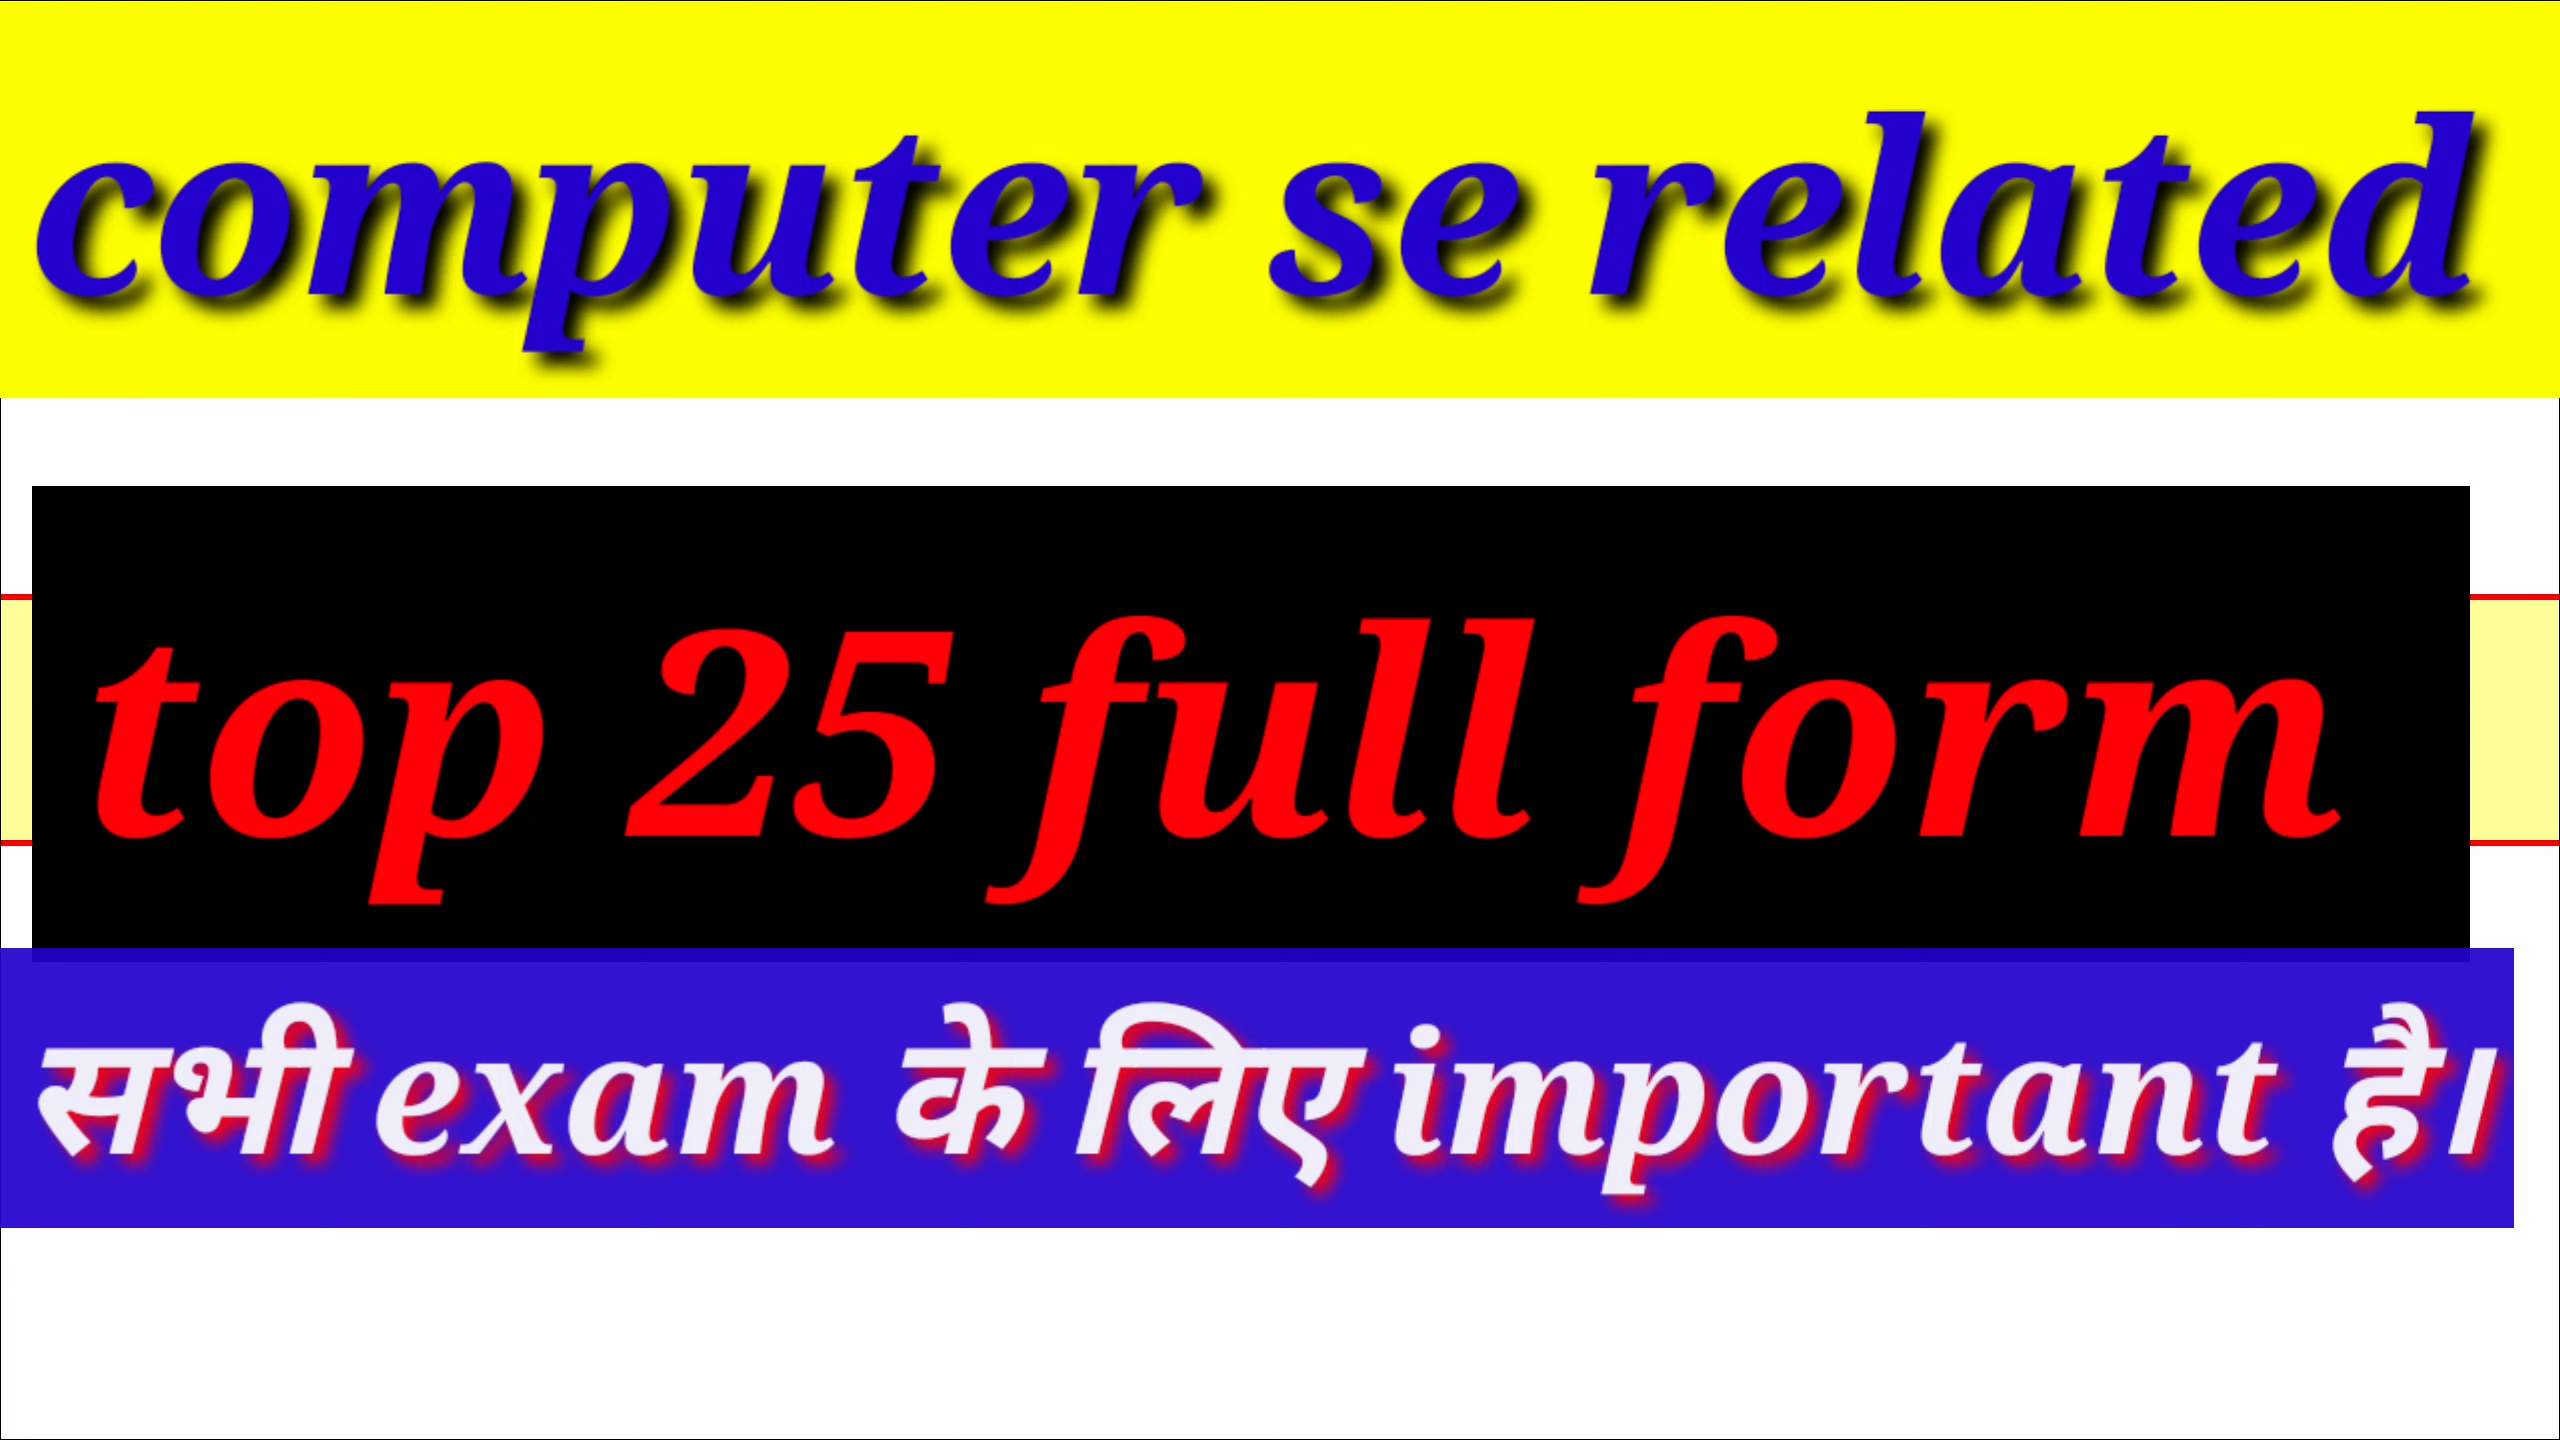 computer se related
top 25 full form
सभी exam के लिए important है।